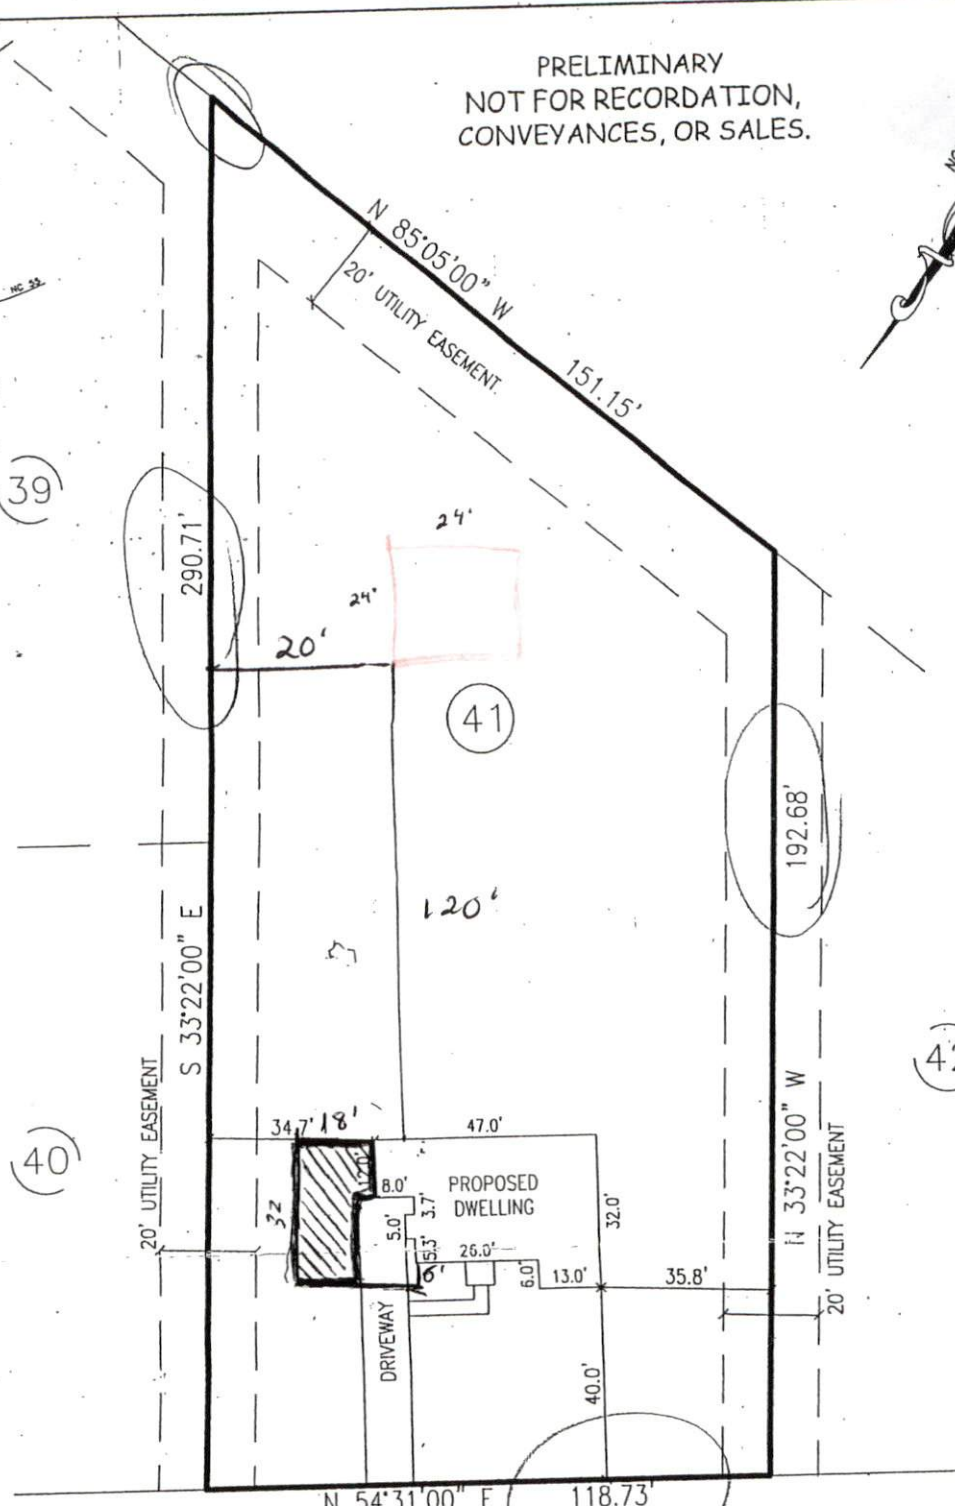 PRELIMINARY
NOT FOR RECORDATION,
CONVEYANCES, OR SALES.
N 85°05'00" W
151.15'
20' UTILITY EASEMENT
NC SS
39
290.71'
24'
24'
20'
41
192.68'
120'
S 33°22'00" E
20' UTILITY EASEMENT
42
40
N 33°22'00" W
20' UTILITY EASEMENT
34.7'
18'
47.0'
8.0'
3.7'
5.0'
5.3'
32
PROPOSED
DWELLING
32.0'
26.0'
6.0'
13.0'
35.8'
6'
DRIVEWAY
40.0'
N 54°31'00" E
118.73'